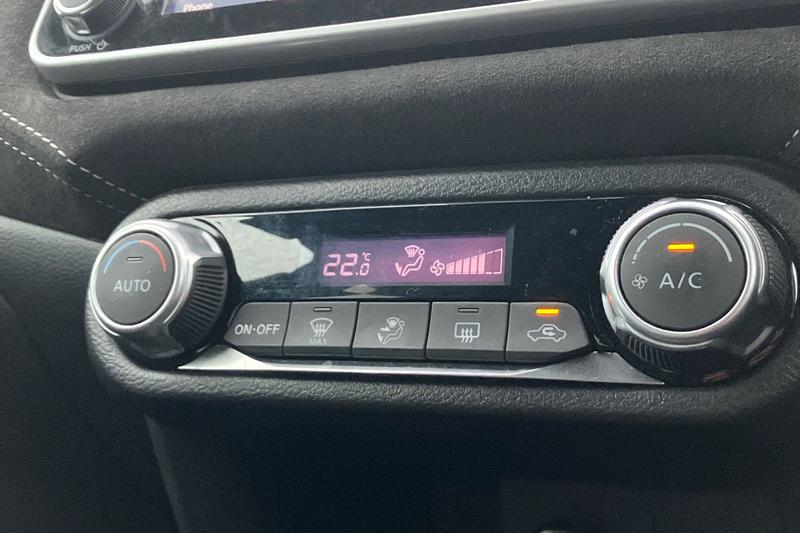 Phone
PUSH
22.0 °C
AUTO
A/C
ON·OFF
MAX